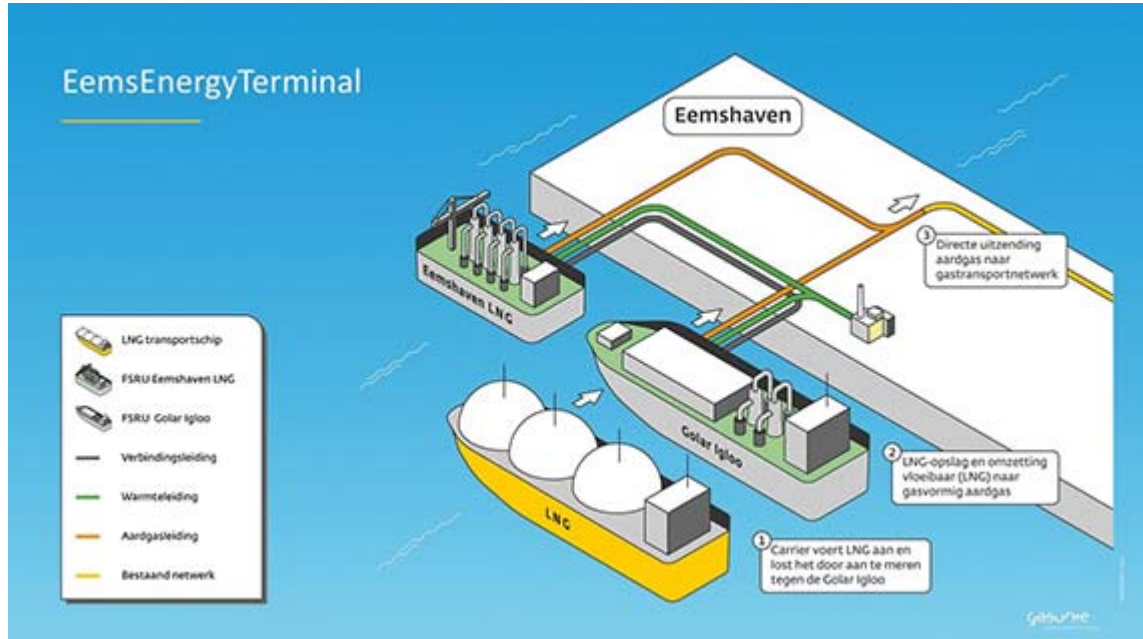 EemsEnergyTerminal
Eemshaven
Eemshaven LNG
Golar Igloo
LNG
3
Directe uitzending
aardgas naar
gastransportnetwerk
2
LNG-opslag en omzetting
vloeibaar (LNG) naar
gasvormig aardgas
1
Carrier voert LNG aan en
lost het door aan te meren
tegen de Golar Igloo
LNG transportschip
FSRU Eemshaven LNG
FSRU Golar Igloo
Verbindingsleiding
Warmteleiding
Aardgasleiding
Bestaand netwerk
gasunie